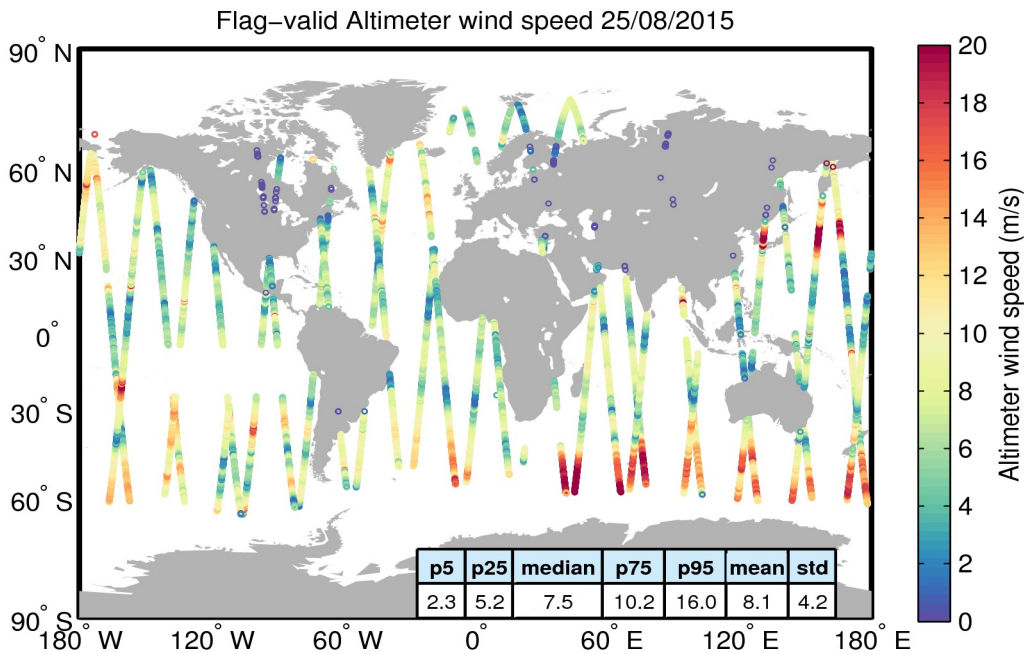 Flag−valid Altimeter wind speed 25/08/2015
90° N
60° N
30° N
0°
30° S
60° S
90° S
180° W
120° W
60° W
0°
60° E
120° E
180° E
p5 p25 median p75 p95 mean std
2.3 5.2 7.5 10.2 16.0 8.1 4.2
20
18
16
14
12
10
8
6
4
2
0
Altimeter wind speed (m/s)